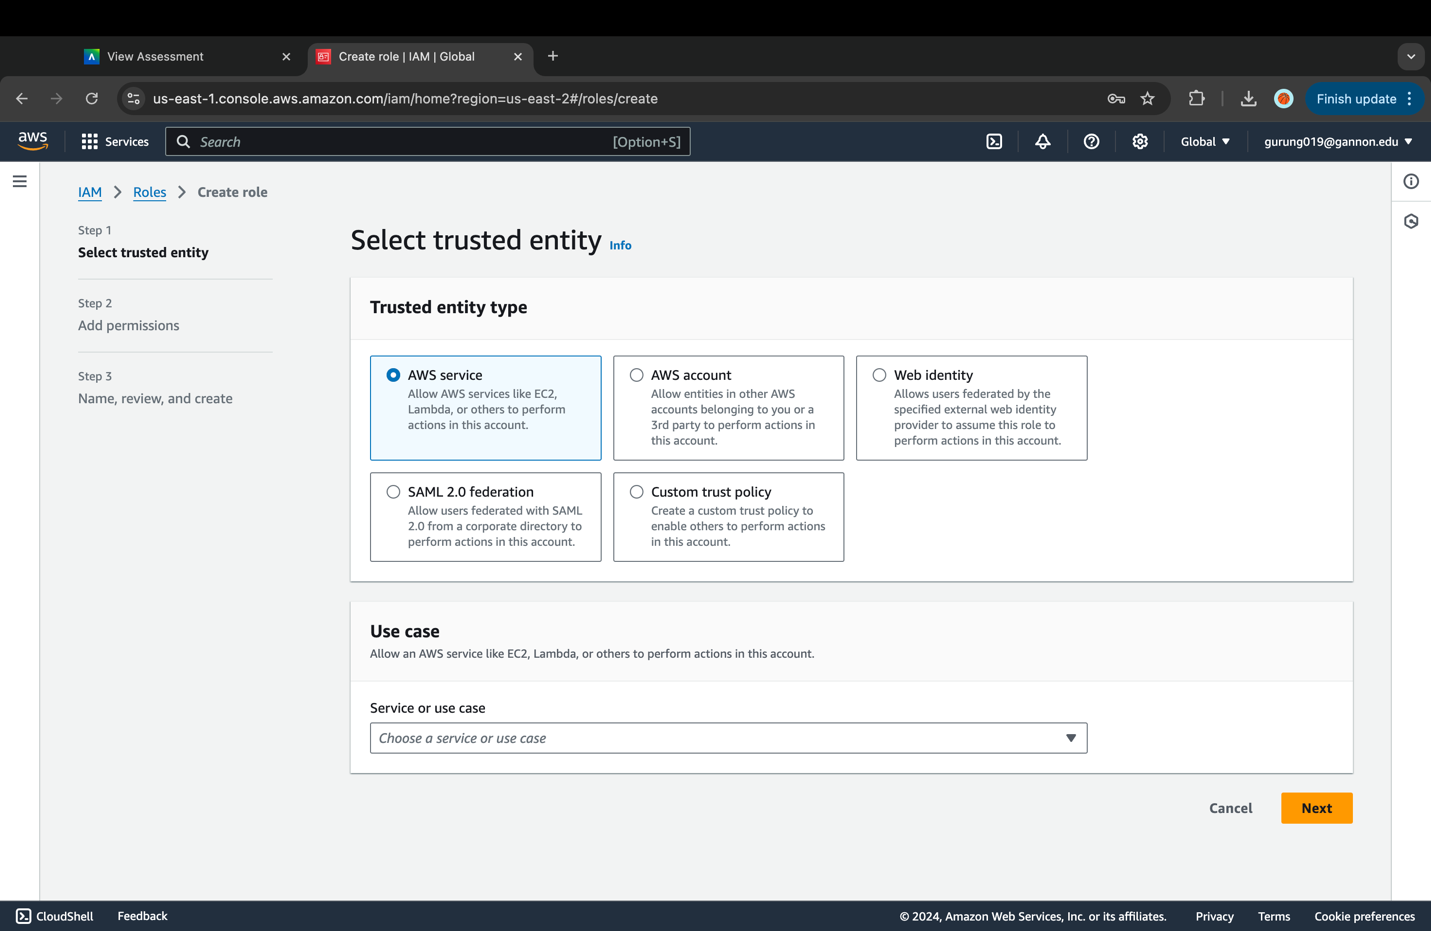 View Assessment
Create role | IAM | Global
us-east-1.console.aws.amazon.com/iam/home?region=us-east-2#/roles/create
Finish update
aws
Services
Search
[Option+S]
Global
gurung019@gannon.edu
IAM
Roles
Create role
Step 1
Select trusted entity
Step 2
Add permissions
Step 3
Name, review, and create
Select trusted entity Info
Trusted entity type
AWS service
Allow AWS services like EC2,
Lambda, or others to perform
actions in this account.
AWS account
Allow entities in other AWS
accounts belonging to you or a
3rd party to perform actions in
this account.
Web identity
Allows users federated by the
specified external web identity
provider to assume this role to
perform actions in this account.
SAML 2.0 federation
Allow users federated with SAML
2.0 from a corporate directory to
perform actions in this account.
Custom trust policy
Create a custom trust policy to
enable others to perform actions
in this account.
Use case
Allow an AWS service like EC2, Lambda, or others to perform actions in this account.
Service or use case
Choose a service or use case
Cancel
Next
CloudShell
Feedback
© 2024, Amazon Web Services, Inc. or its affiliates.
Privacy
Terms
Cookie preferences